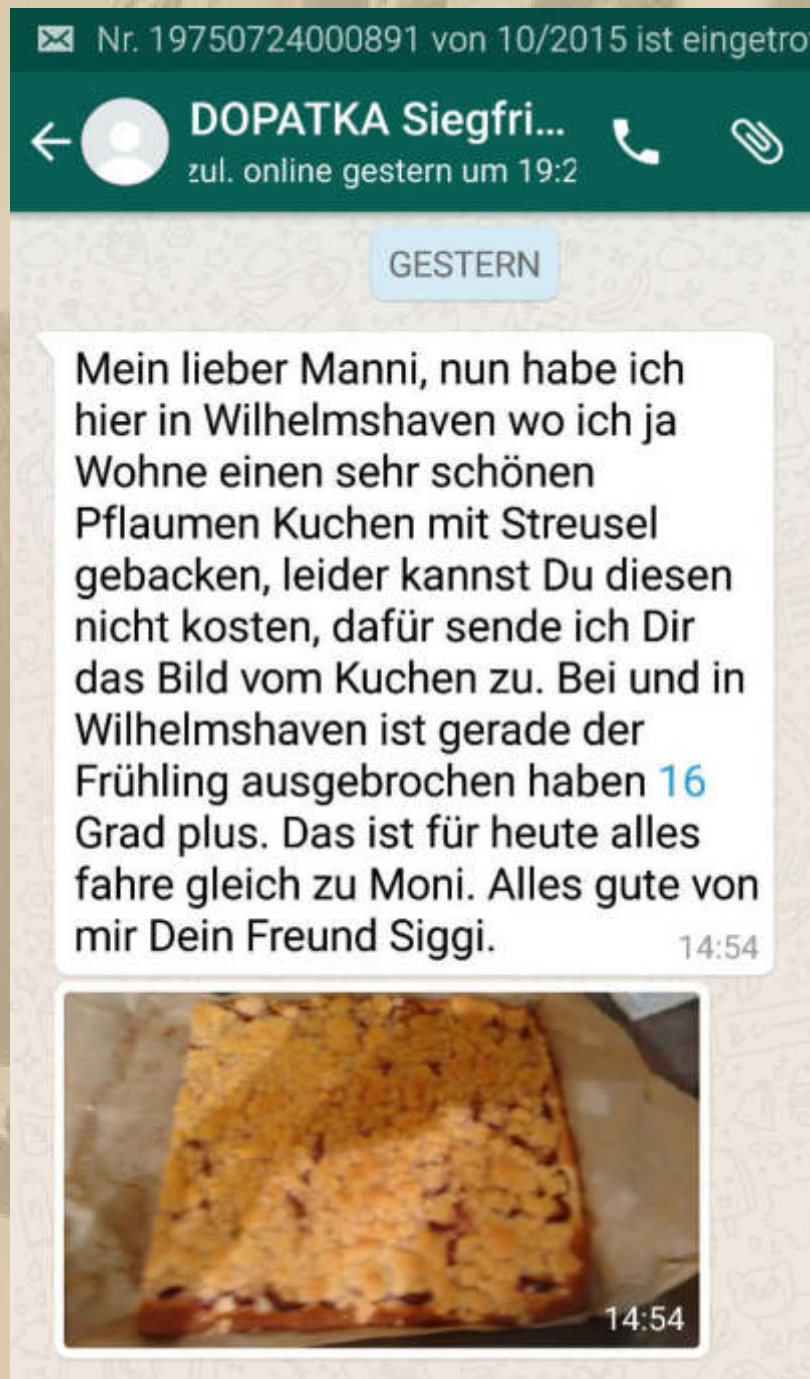 Nr. 19750724000891 von 10/2015 ist eingetro
DOPATKA Siegfri...
zul. online gestern um 19:2
GESTERN
Mein lieber Manni, nun habe ich
hier in Wilhelmshaven wo ich ja
Wohne einen sehr schönen
Pflaumen Kuchen mit Streusel
gebacken, leider kannst Du diesen
nicht kosten, dafür sende ich Dir
das Bild vom Kuchen zu. Bei und in
Wilhelmshaven ist gerade der
Frühling ausgebrochen haben 16
Grad plus. Das ist für heute alles
fahre gleich zu Moni. Alles gute von
mir Dein Freund Siggi.
14:54
14:54